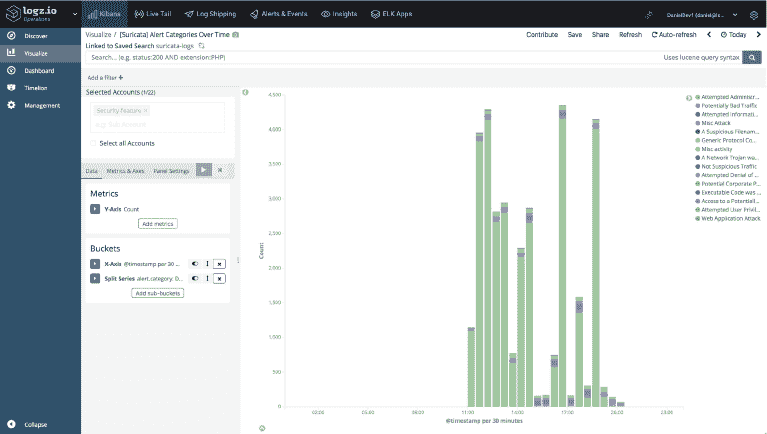 logz.io
Operations
Kibana
Live Tail
Log Shipping
Alerts & Events
Insights
ELK Apps
Discover
Visualize
Dashboard
Timelion
Management
Collapse
Visualize / [Suricata] Alert Categories Over Time
Contribute Save Share Refresh Auto-refresh Today
Linked to Saved Search suricata-logs
Search... (e.g. status:200 AND extension:PHP)
Uses lucene query syntax
Add a filter +
Selected Accounts (1/22)
Security Feature
Select all Accounts
Data Metrics & Axes Panel Settings
Metrics
Y-Axis Count
Add metrics
Buckets
X-Axis @timestamp per 30 ...
Split Series alert.category: D...
Add sub-buckets
4,500
4,000
3,500
3,000
2,500
2,000
1,500
1,000
500
0
Count
02:00 05:00 08:00 11:00 14:00 17:00 20:00 23:00
@timestamp per 30 minutes
Attempted Administr...
Potentially Bad Traffic
Attempted Informati...
Misc Attack
A Suspicious Filenam...
Generic Protocol Co...
Misc activity
A Network Trojan wa...
Not Suspicious Traffic
Attempted Denial of ...
Potential Corporate P...
Executable Code was ...
Access to a Potentiall...
Attempted User Privil...
Web Application Attack